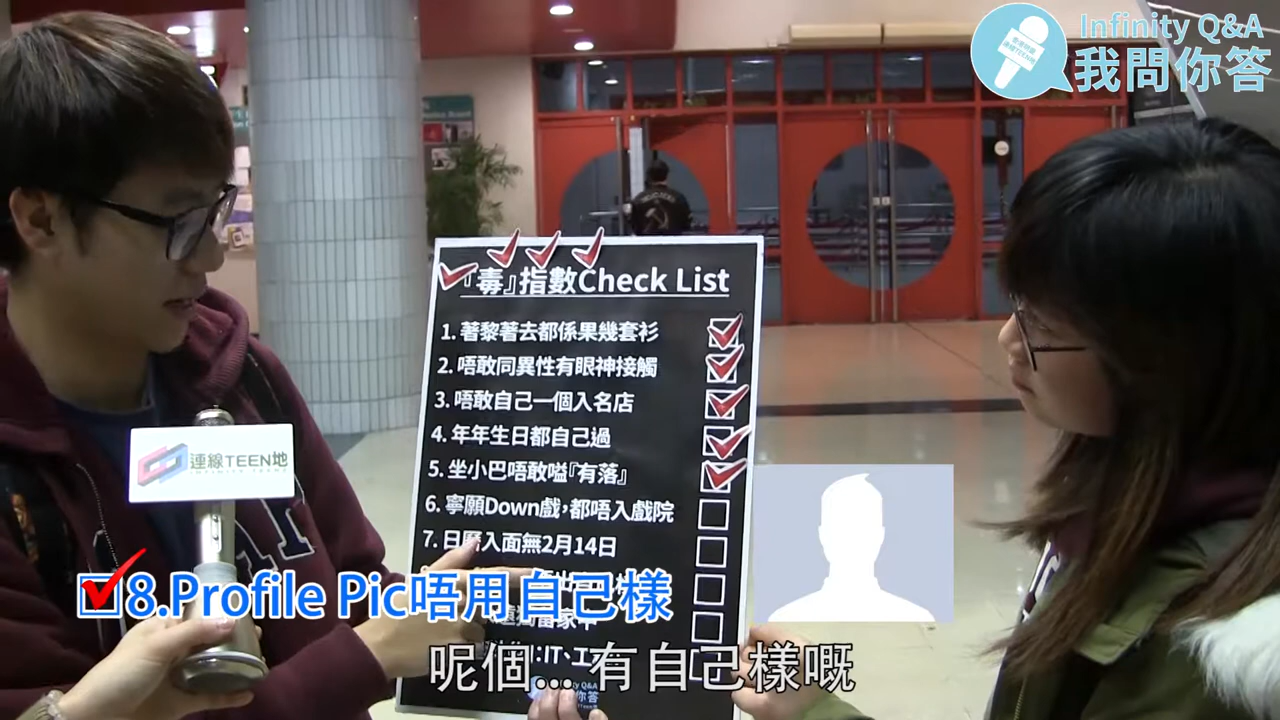 Infinity Q&A
我問你答
『毒』指數Check List
1. 著黎著去都係果幾套衫
2. 唔敢同異性有眼神接觸
3. 唔敢自己一個入名店
4. 年年生日都自己過
5. 坐小巴唔敢嗌『有落』
6. 寧願Down戲，都唔入戲院
7. 日曆入面無2月14日
連線TEEN地
8.Profile Pic唔用自己樣
呢個... 有自己樣嘅